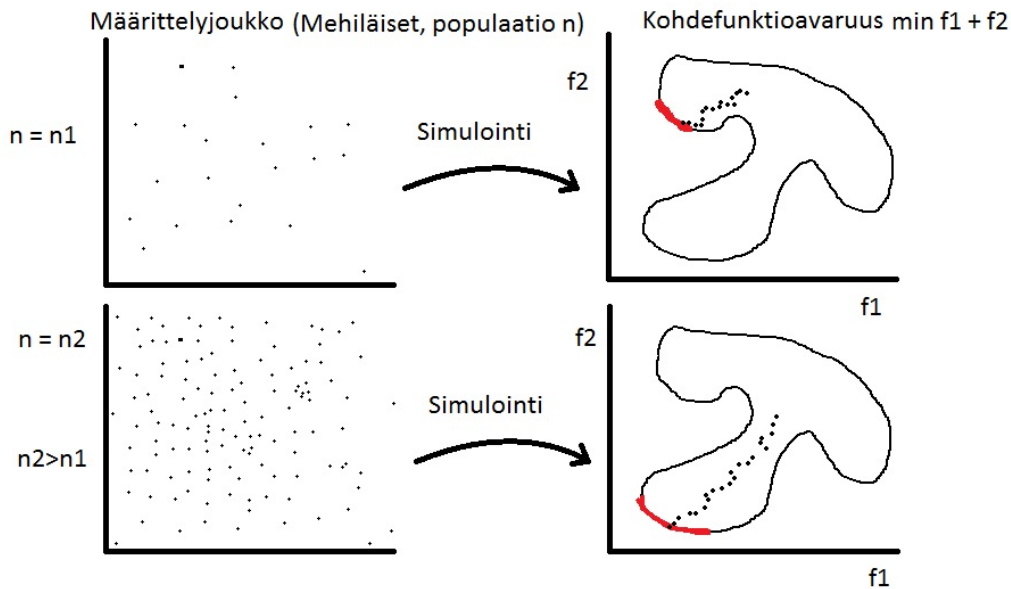 Määrittelyjoukko (Mehiläiset, populaatio n)
Kohdefunktioavaruus min f1 + f2
f2
n = n1
Simulointi
f1
n = n2
f2
Simulointi
n2>n1
f1